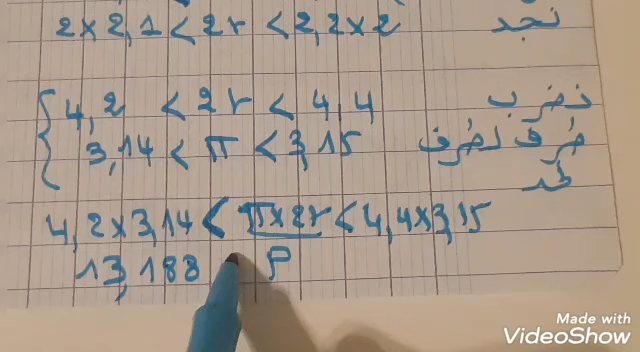 2×2,1 < 2r < 2,2×2 نجد
4,2 < 2r < 4,4 نضرب
3,14 < π < 3,15 طرف لطرف
نجد
4,2×3,14 < π×2r < 4,4×3,15
13,188 P
Made with
VideoShow